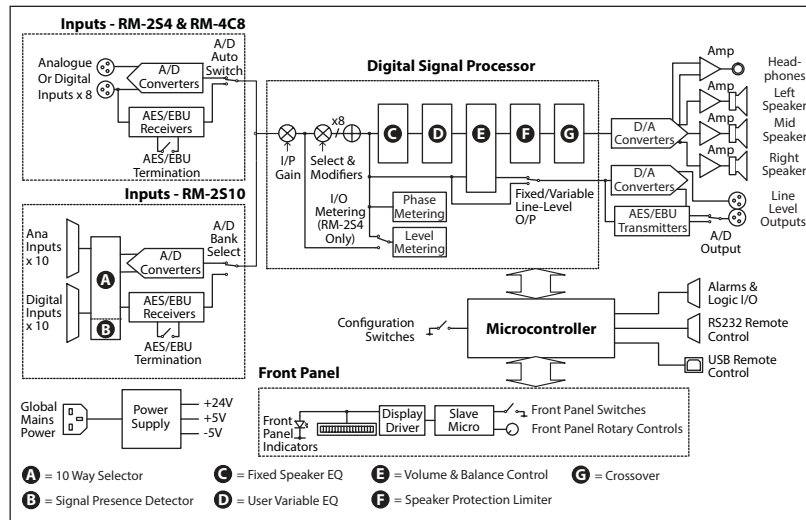 Inputs - RM-2S4 & RM-4C8
Analogue
Or Digital
Inputs x 8
A/D
Converters
A/D
Auto
Switch
AES/EBU
Receivers
AES/EBU
Termination
Inputs - RM-2S10
Ana
Inputs
x 10
Digital
Inputs
x 10
A
B
A/D
Converters
A/D
Bank
Select
AES/EBU
Receivers
AES/EBU
Termination
Digital Signal Processor
I/P
Gain
x8
Select &
Modifiers
C
D
E
F
G
I/O
Metering
(RM-2S4
Only)
Phase
Metering
Level
Metering
Fixed/Variable
Line-Level
O/P
D/A
Converters
D/A
Converters
AES/EBU
Transmitters
A/D
Output
Amp
Head-
phones
Amp
Left
Speaker
Amp
Mid
Speaker
Amp
Right
Speaker
Line
Level
Outputs
Configuration
Switches
Microcontroller
Alarms &
Logic I/O
RS232 Remote
Control
USB Remote
Control
Global
Mains
Power
Power
Supply
+24V
+5V
-5V
Front Panel
Front
Panel
Indicators
Display
Driver
Slave
Micro
Front Panel Switches
Front Panel Rotary Controls
A = 10 Way Selector
B = Signal Presence Detector
C = Fixed Speaker EQ
D = User Variable EQ
E = Volume & Balance Control
F = Speaker Protection Limiter
G = Crossover